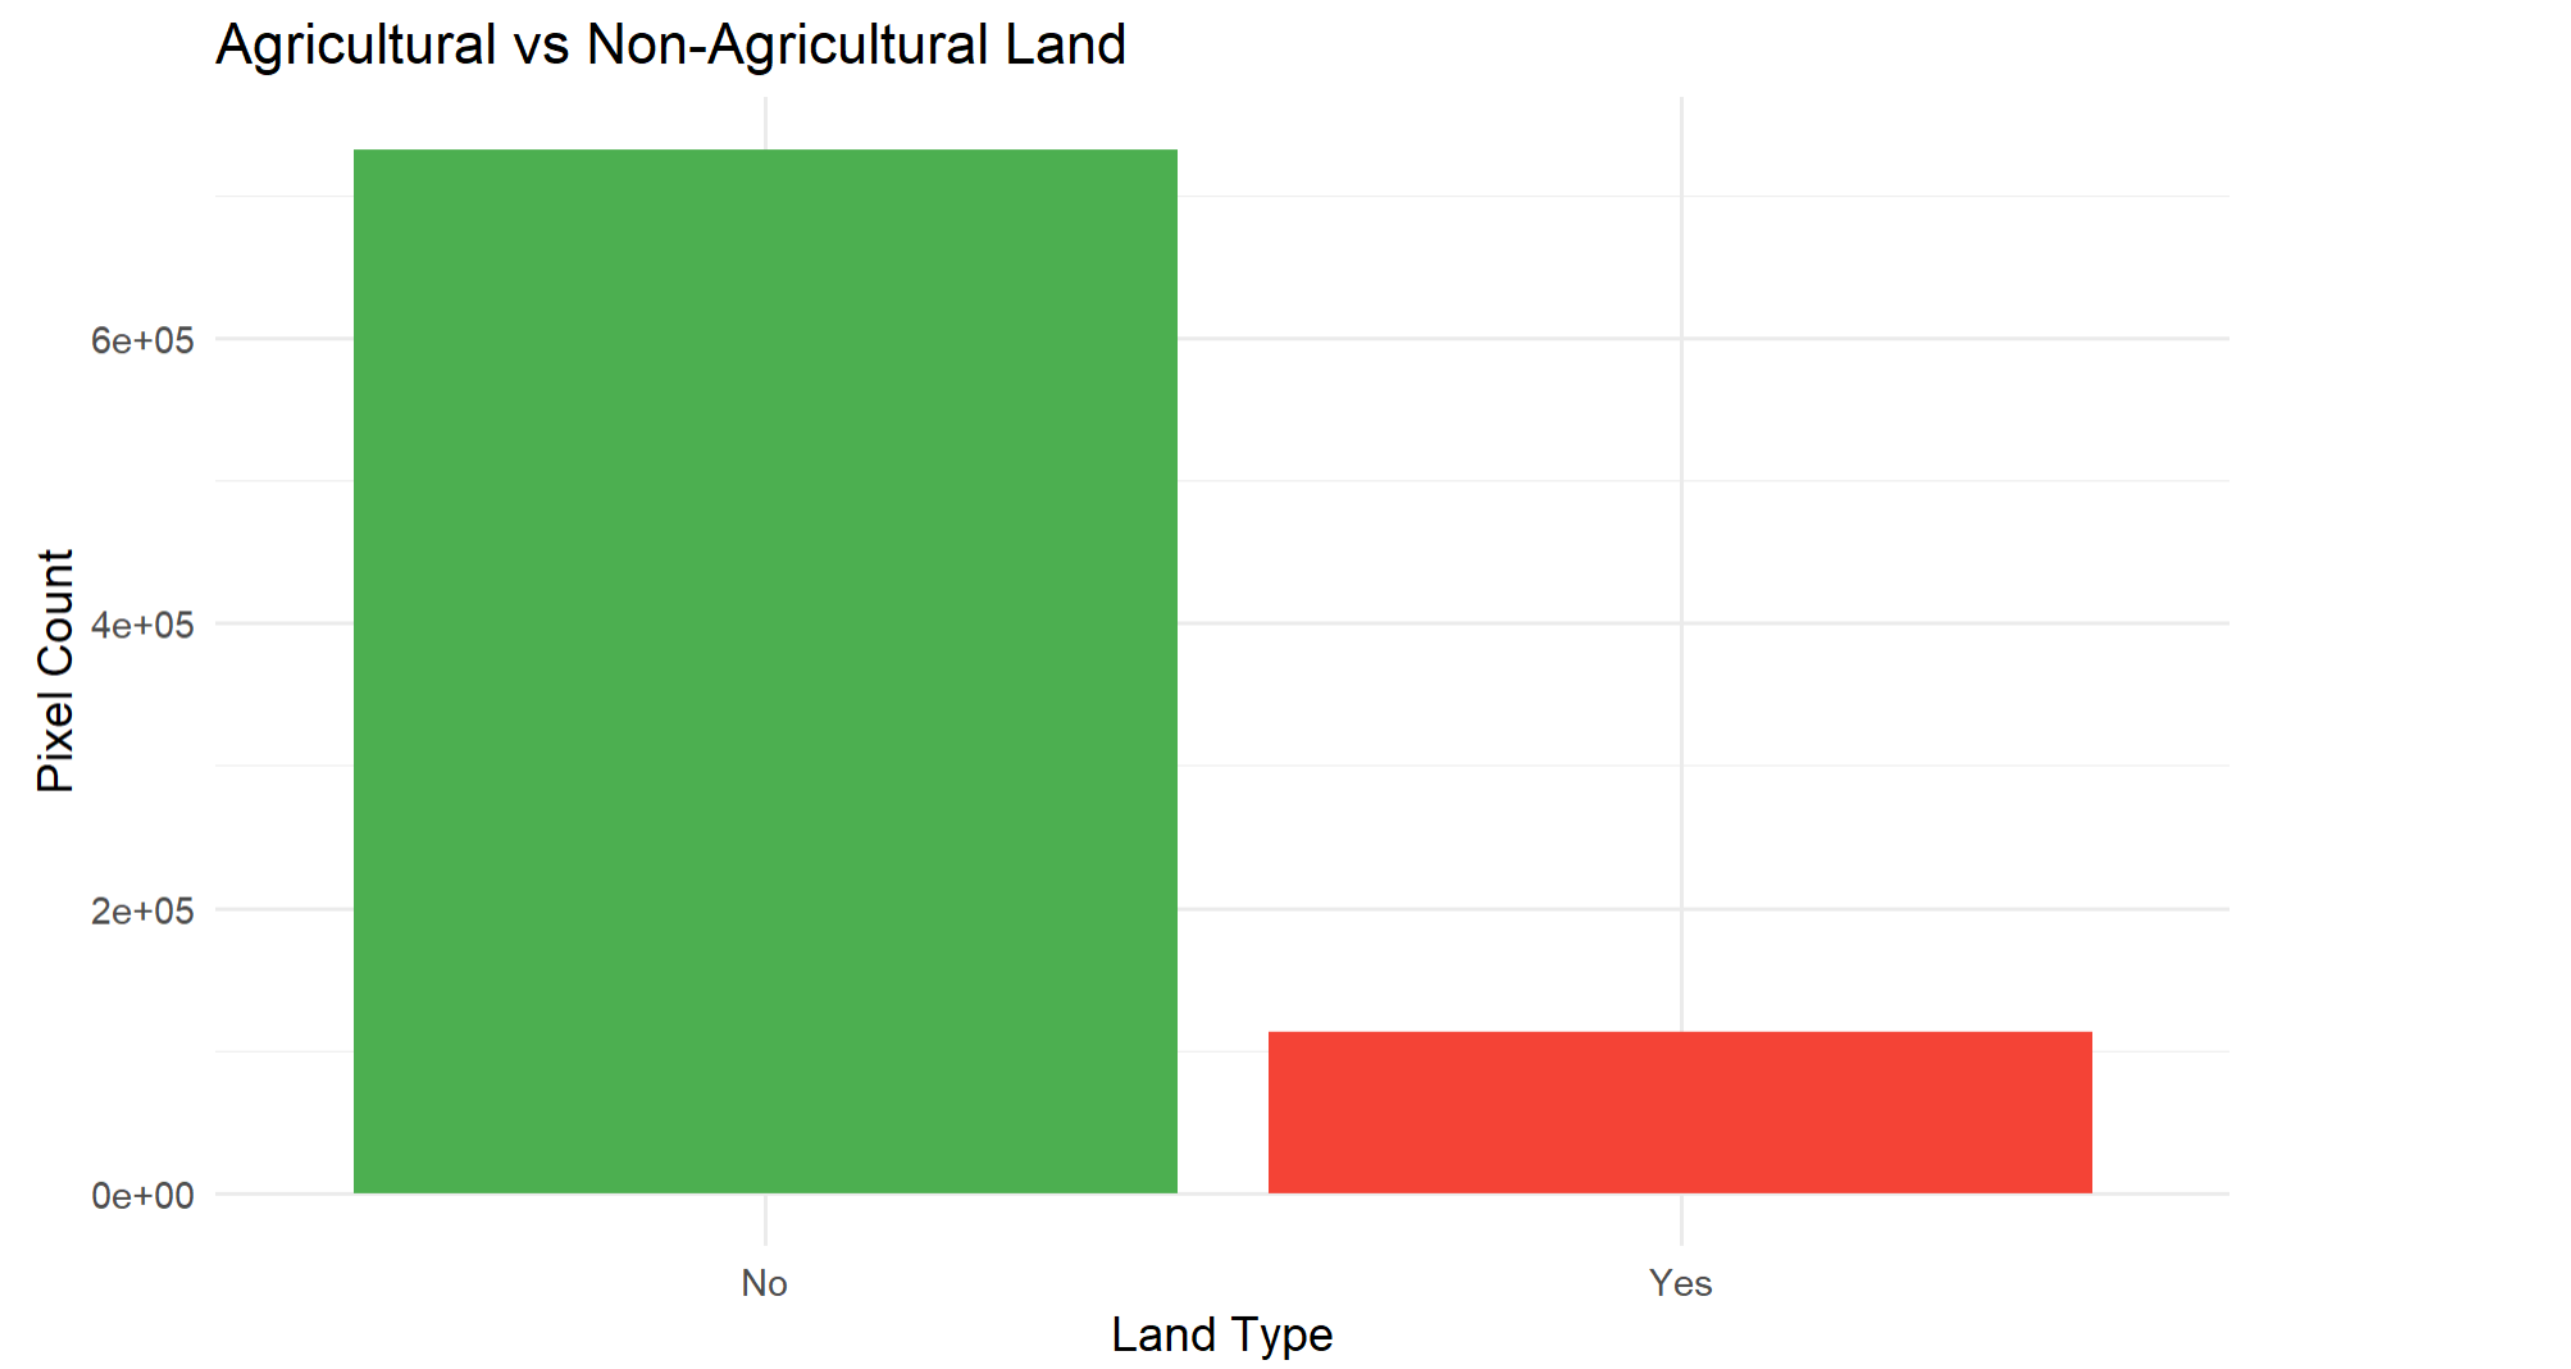 Agricultural vs Non-Agricultural Land
Pixel Count
6e+05
4e+05
2e+05
0e+00
No
Yes
Land Type